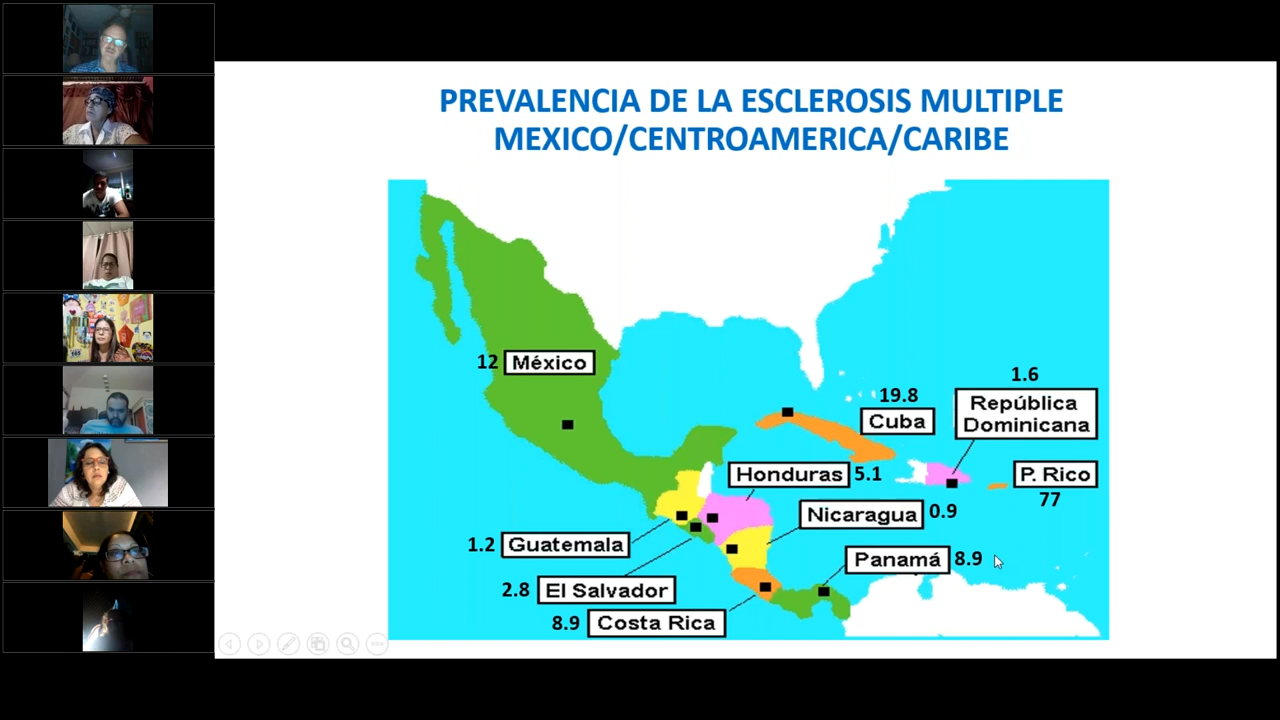 PREVALENCIA DE LA ESCLEROSIS MULTIPLE
MEXICO/CENTROAMERICA/CARIBE
12 México
1.6
19.8
República
Dominicana
Cuba
Honduras 5.1
P. Rico
77
Nicaragua 0.9
1.2 Guatemala
Panamá 8.9
2.8 El Salvador
8.9 Costa Rica